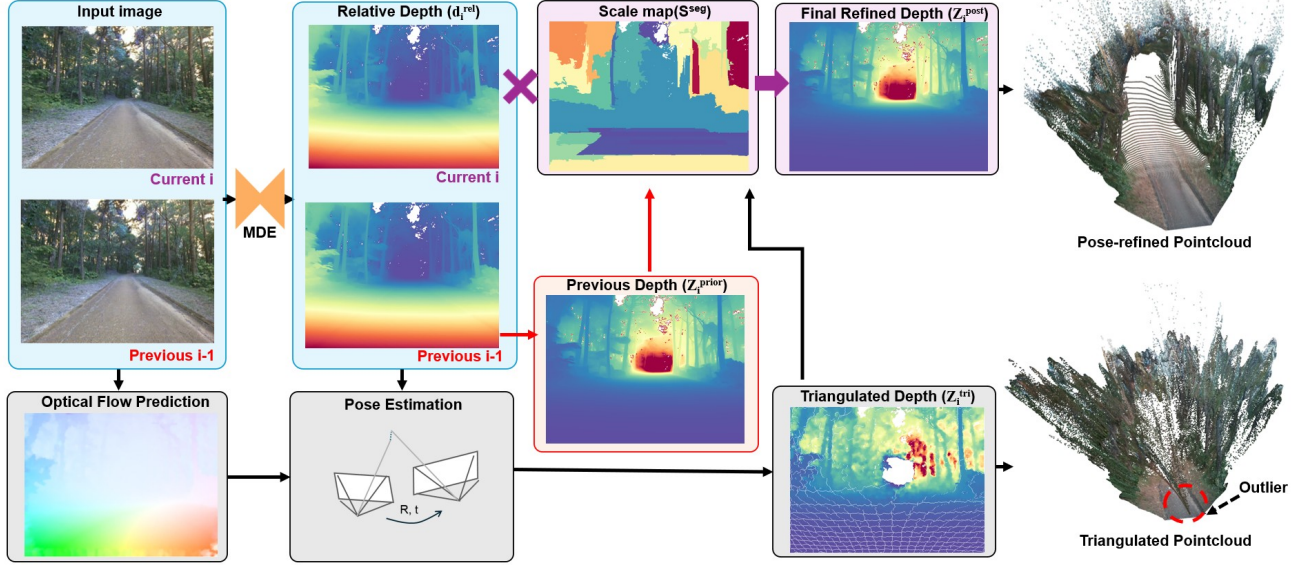 Input image
Current i
Previous i-1
MDE
Relative Depth (dᵢʳᵉˡ)
Current i
Previous i-1
Scale map(Sˢᵉᵍ)
Final Refined Depth (Zᵢᵖᵒˢᵗ)
Pose-refined Pointcloud
Previous Depth (Zᵢᵖʳⁱᵒʳ)
Optical Flow Prediction
Pose Estimation
R, t
Triangulated Depth (Zᵢᵗʳⁱ)
Outlier
Triangulated Pointcloud